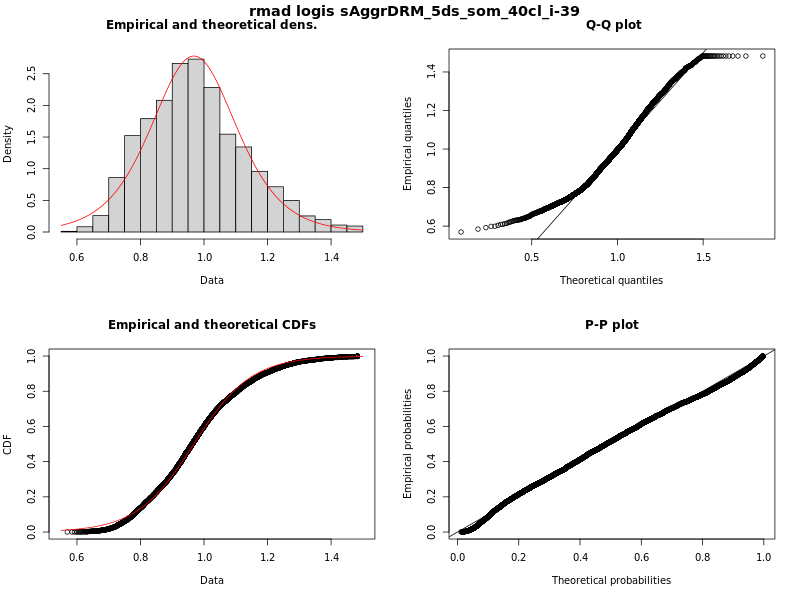 rmad logis sAggrDRM_5ds_som_40cl_i-39
Empirical and theoretical dens.
Density
0.0 0.5 1.0 1.5 2.0 2.5
0.6 0.8 1.0 1.2 1.4
Data
Q-Q plot
Empirical quantiles
0.6 0.8 1.0 1.2 1.4
0.5 1.0 1.5
Theoretical quantiles
Empirical and theoretical CDFs
CDF
0.0 0.2 0.4 0.6 0.8 1.0
0.6 0.8 1.0 1.2 1.4
Data
P-P plot
Empirical probabilities
0.0 0.2 0.4 0.6 0.8 1.0
0.0 0.2 0.4 0.6 0.8 1.0
Theoretical probabilities